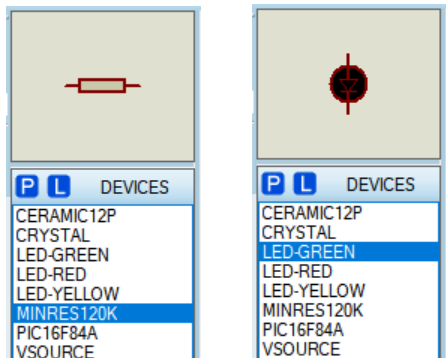 P L DEVICES
CERAMIC12P
CRYSTAL
LED-GREEN
LED-RED
LED-YELLOW
MINRES120K
PIC16F84A
VSOURCE
P L DEVICES
CERAMIC12P
CRYSTAL
LED-GREEN
LED-RED
LED-YELLOW
MINRES120K
PIC16F84A
VSOURCE